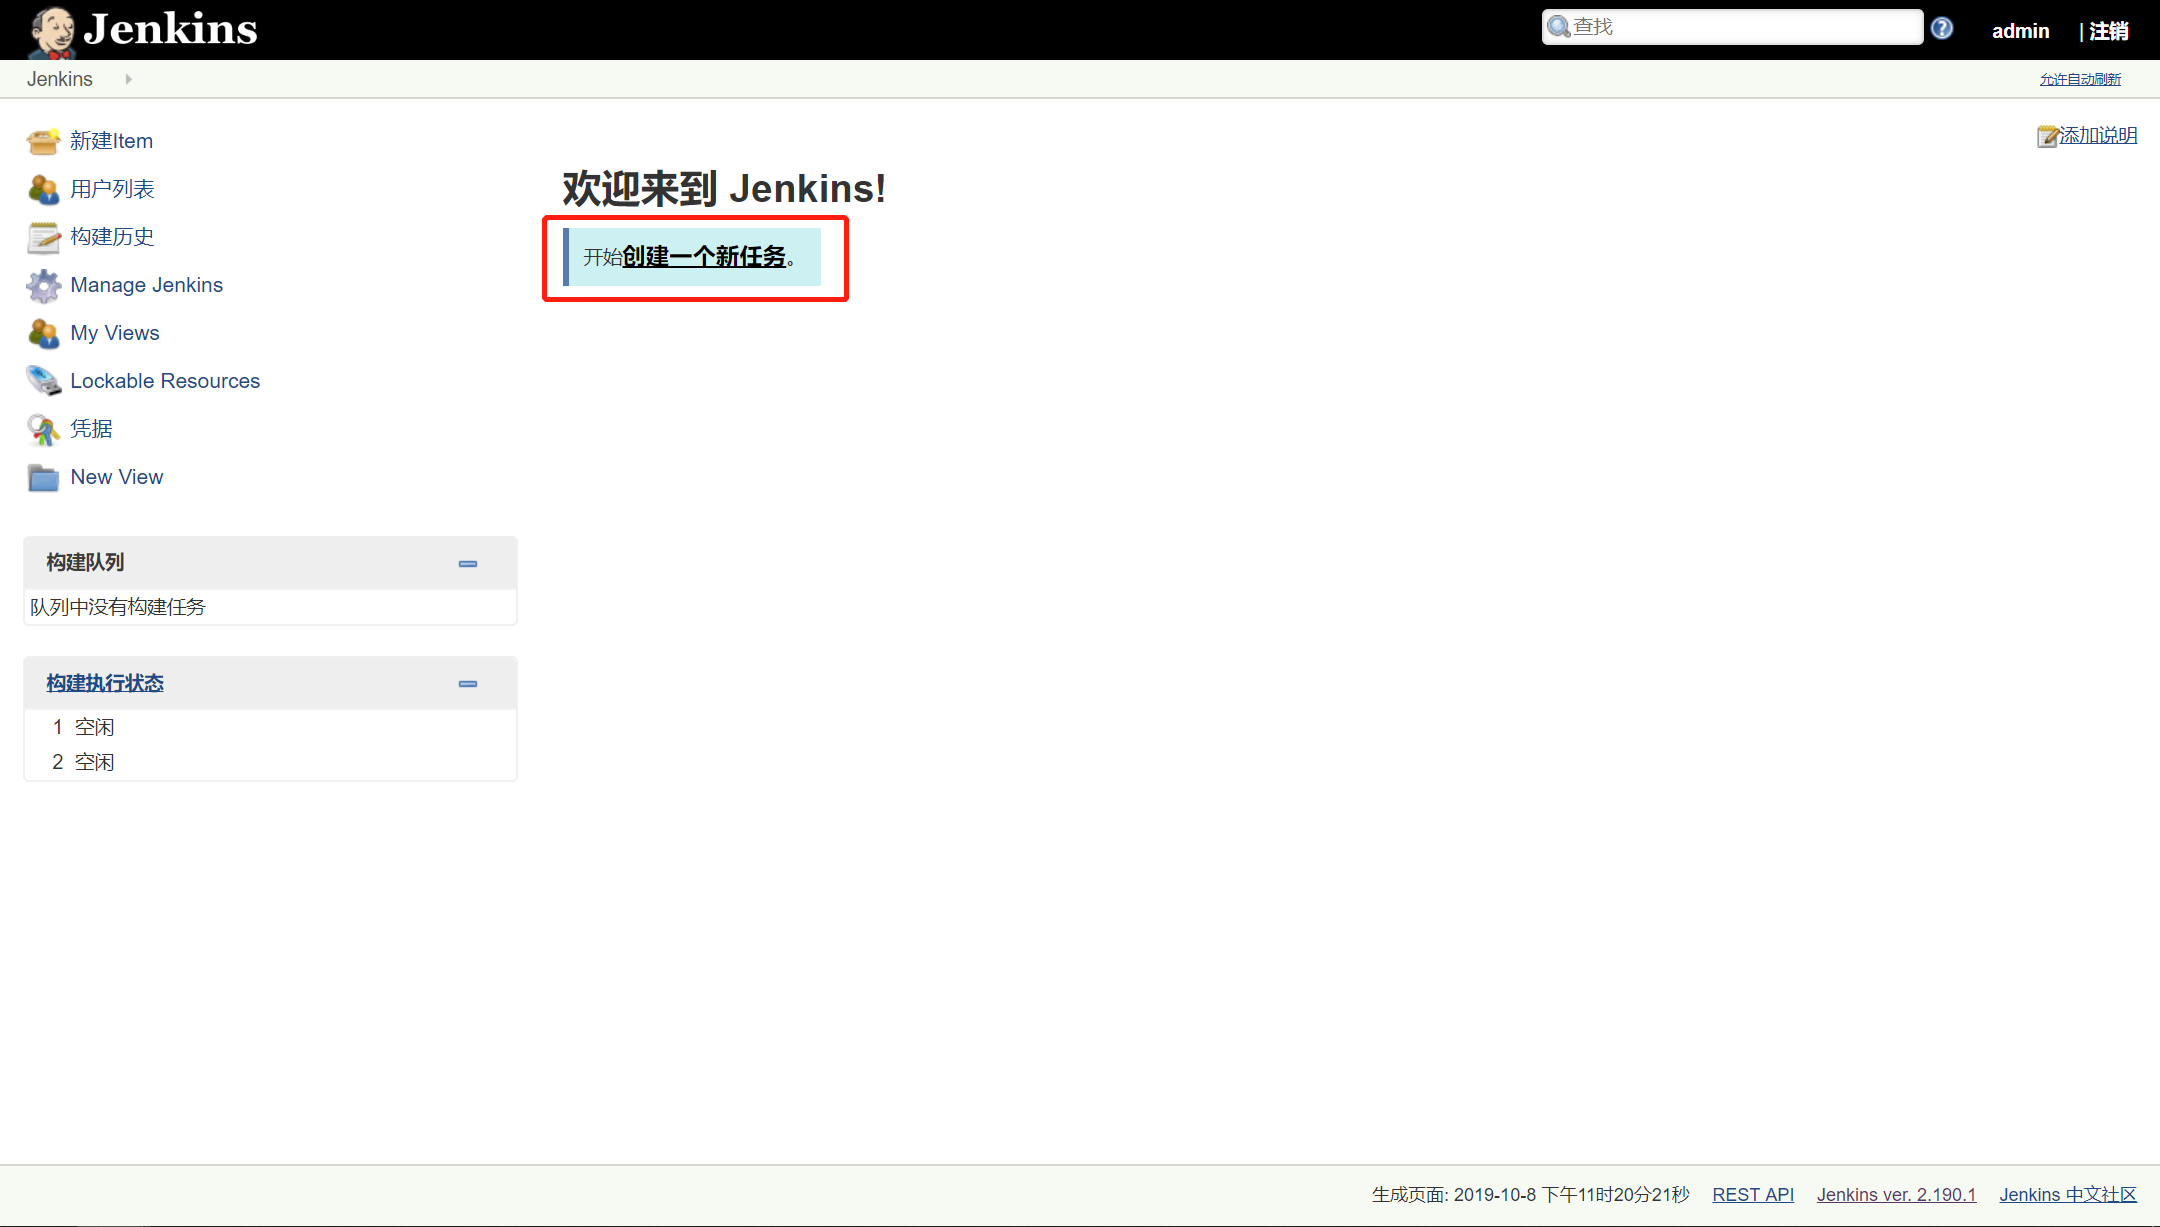 Jenkins
查找
admin
| 注销
Jenkins
允许自动刷新
新建Item
用户列表
构建历史
Manage Jenkins
My Views
Lockable Resources
凭据
New View
构建队列
队列中没有构建任务
构建执行状态
1 空闲
2 空闲
添加说明
欢迎来到 Jenkins!
开始创建一个新任务。
生成页面: 2019-10-8 下午11时20分21秒 REST API Jenkins ver. 2.190.1 Jenkins 中文社区